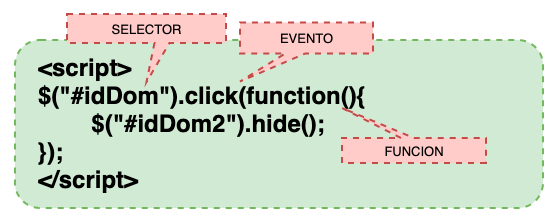 SELECTOR
EVENTO
<script>
$("#idDom").click(function(){
$("#idDom2").hide();
FUNCION
});
</script>